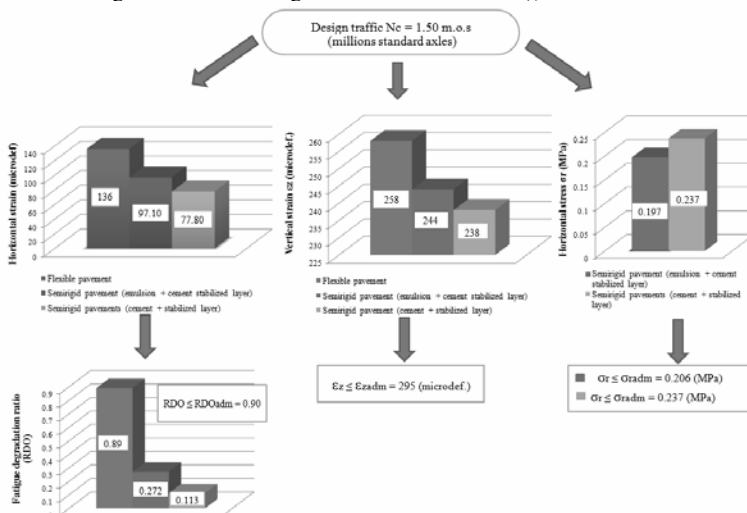 Design traffic Nc = 1.50 m.o.s
(millions standard axles)
Horizontal strain (microdef)
140
120
100
80
60
40
20
0
136
97.10
77.80
Flexible pavement
Semirigid pavement (emulsion + cement stabilized layer)
Semirigid pavements (cement + stabilized layer)
Vertical strain εz (microdef.)
260
255
250
245
240
235
230
225
258
244
238
Flexible pavement
Semirigid pavement (emulsion + cement stabilized layer)
Semirigid pavement (cement + stabilized layer)
Horizontal stress σr (MPa)
0.25
0.2
0.15
0.1
0.05
0
0.197
0.237
Semirigid pavement (emulsion + cement
stabilized layer)
Semirigid pavements (cement + stabilized
layer)
Fatigue degradation ratio
(RDO)
0.9
0.8
0.7
0.6
0.5
0.4
0.3
0.2
0.1
0
RDO ≤ RDOadm = 0.90
0.89
0.272
0.113
εz ≤ εzadm = 295 (microdef.)
σr ≤ σradm = 0.206 (MPa)
σr ≤ σradm = 0.237 (MPa)